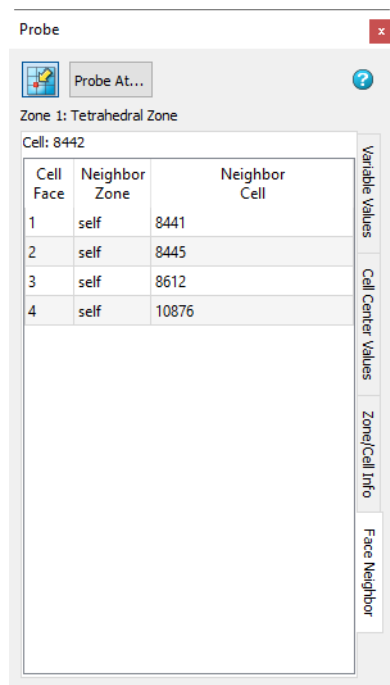 Probe
x
Probe At...
?
Zone 1: Tetrahedral Zone
Cell: 8442
Cell Face Neighbor Zone Neighbor Cell
1 self 8441
2 self 8445
3 self 8612
4 self 10876
Variable Values
Cell Center Values
Zone/Cell Info
Face Neighbor